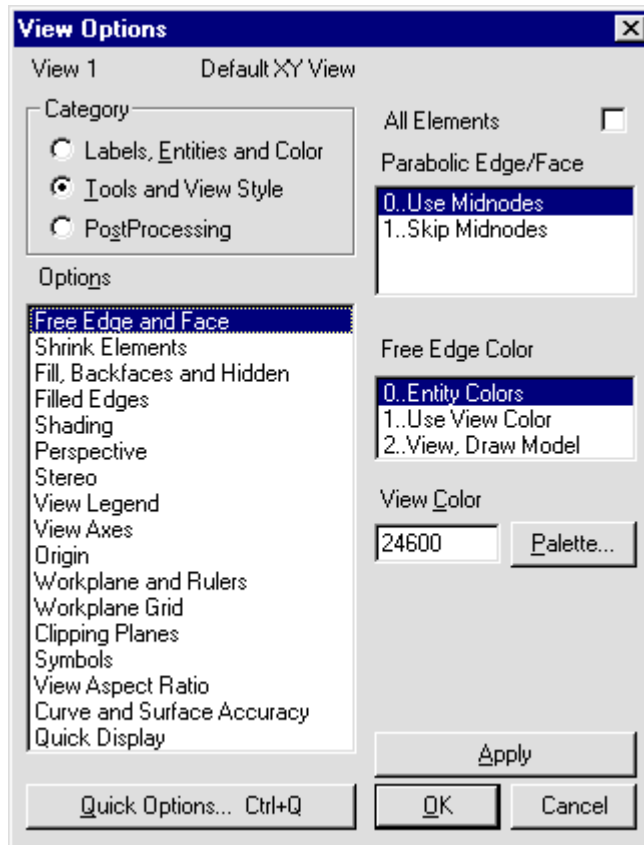 View Options
View 1 Default XY View
Category
Labels, Entities and Color
Tools and View Style
PostProcessing
Options
Free Edge and Face
Shrink Elements
Fill, Backfaces and Hidden
Filled Edges
Shading
Perspective
Stereo
View Legend
View Axes
Origin
Workplane and Rulers
Workplane Grid
Clipping Planes
Symbols
View Aspect Ratio
Curve and Surface Accuracy
Quick Display
Quick Options... Ctrl+Q
All Elements
Parabolic Edge/Face
0..Use Midnodes
1..Skip Midnodes
Free Edge Color
0..Entity Colors
1..Use View Color
2..View, Draw Model
View Color
24600 Palette...
Apply
OK Cancel